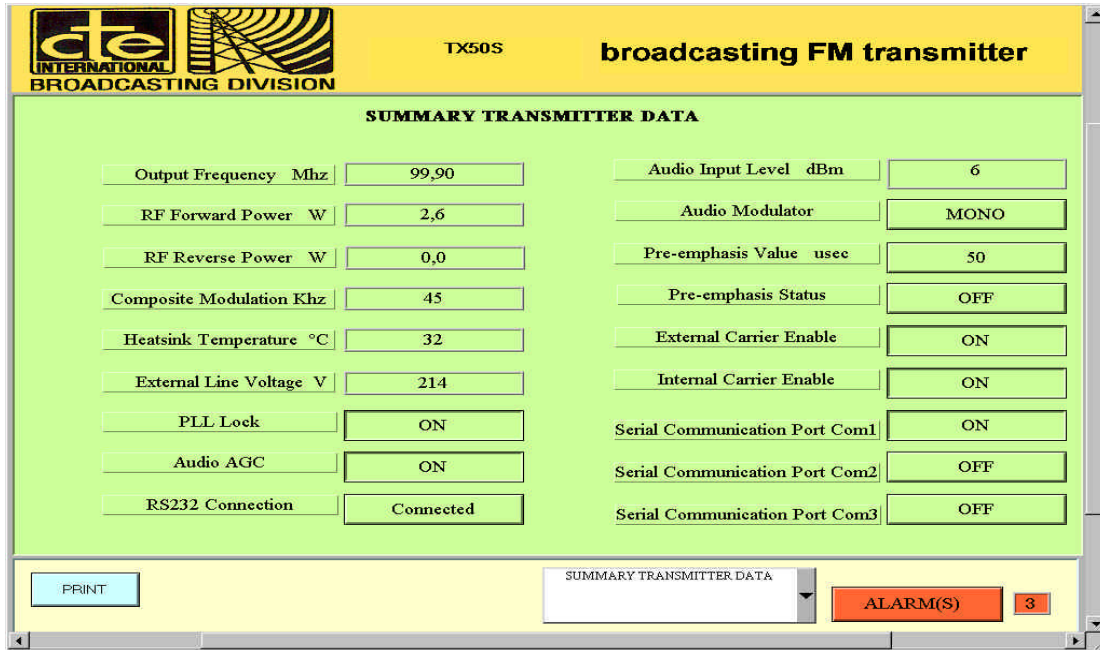 cte
INTERNATIONAL
BROADCASTING DIVISION
TX50S
broadcasting FM transmitter
SUMMARY TRANSMITTER DATA
Output Frequency Mhz 99,90
RF Forward Power W 2,6
RF Reverse Power W 0,0
Composite Modulation Khz 45
Heatsink Temperature °C 32
External Line Voltage V 214
PLL Lock ON
Audio AGC ON
RS232 Connection Connected
Audio Input Level dBm 6
Audio Modulator MONO
Pre-emphasis Value usec 50
Pre-emphasis Status OFF
External Carrier Enable ON
Internal Carrier Enable ON
Serial Communication Port Com1 ON
Serial Communication Port Com2 OFF
Serial Communication Port Com3 OFF
PRINT
SUMMARY TRANSMITTER DATA
ALARM(S) 3